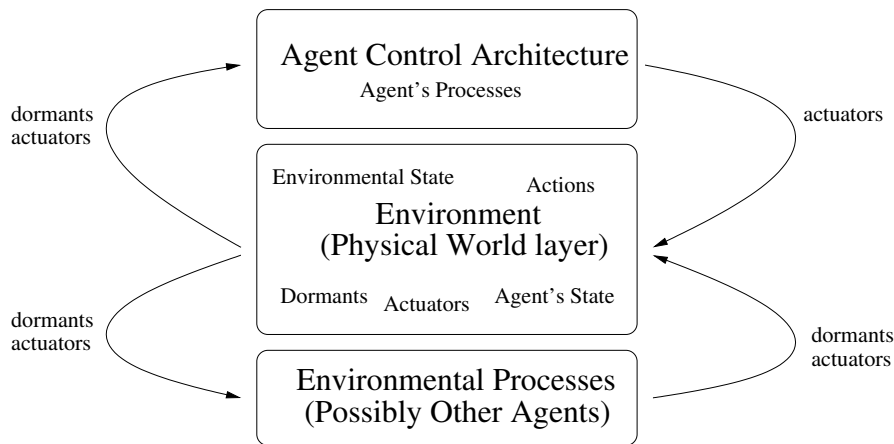 Agent Control Architecture
Agent's Processes
dormants
actuators
actuators
Environmental State
Actions
Environment
(Physical World layer)
Dormants
Actuators
Agent's State
dormants
actuators
dormants
actuators
Environmental Processes
(Possibly Other Agents)